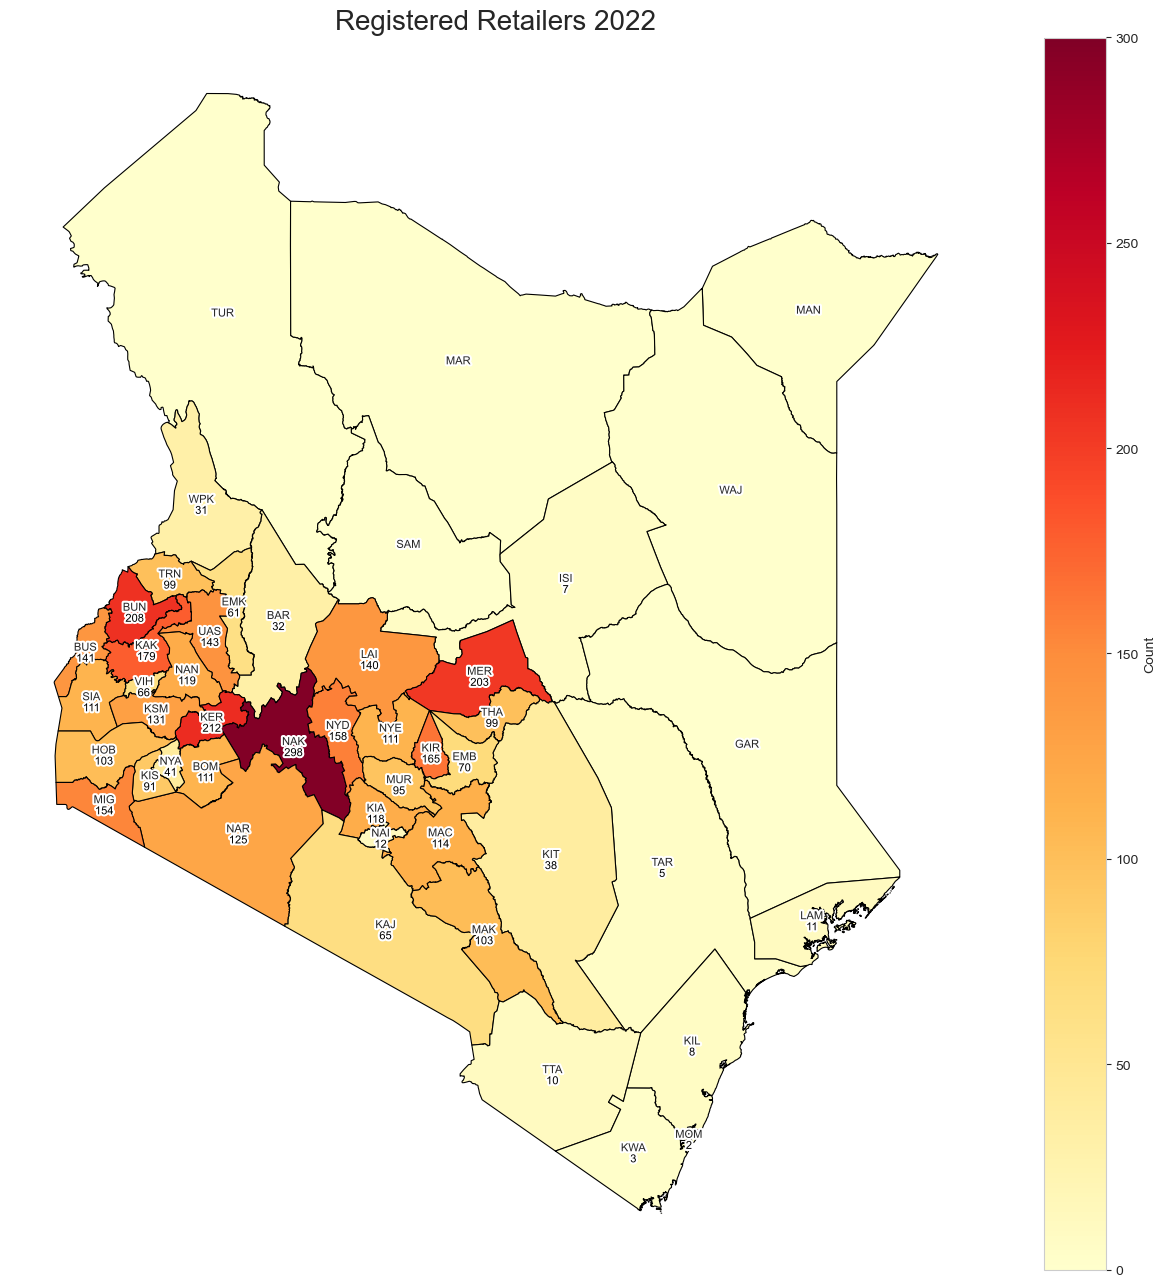 Registered Retailers 2022
300
250
MAN
TUR
MAR
200
WAJ
WPK
31
SAM
TRN
99
ISI
7
EMK
61
BUN
208
BAR
32
UAS
143
BUS
141
KAK
179
150
Count
LAI
140
NAN
119
MER
203
VIH
66
SIA
111
KSM
131
THA
99
KER
212
NYD
158
NYE
111
GAR
NAK
298
KIR
165
HOB
103
EMB
70
NYA
41
BOM
111
KIS
91
MUR
95
MIG
154
KIA
118
NAR
125
NAI
12
MAC
114
KIT
38
100
TAR
5
LAM
11
KAJ
65
MAK
103
KIL
8
50
TTA
10
MOM
2
KWA
3
0